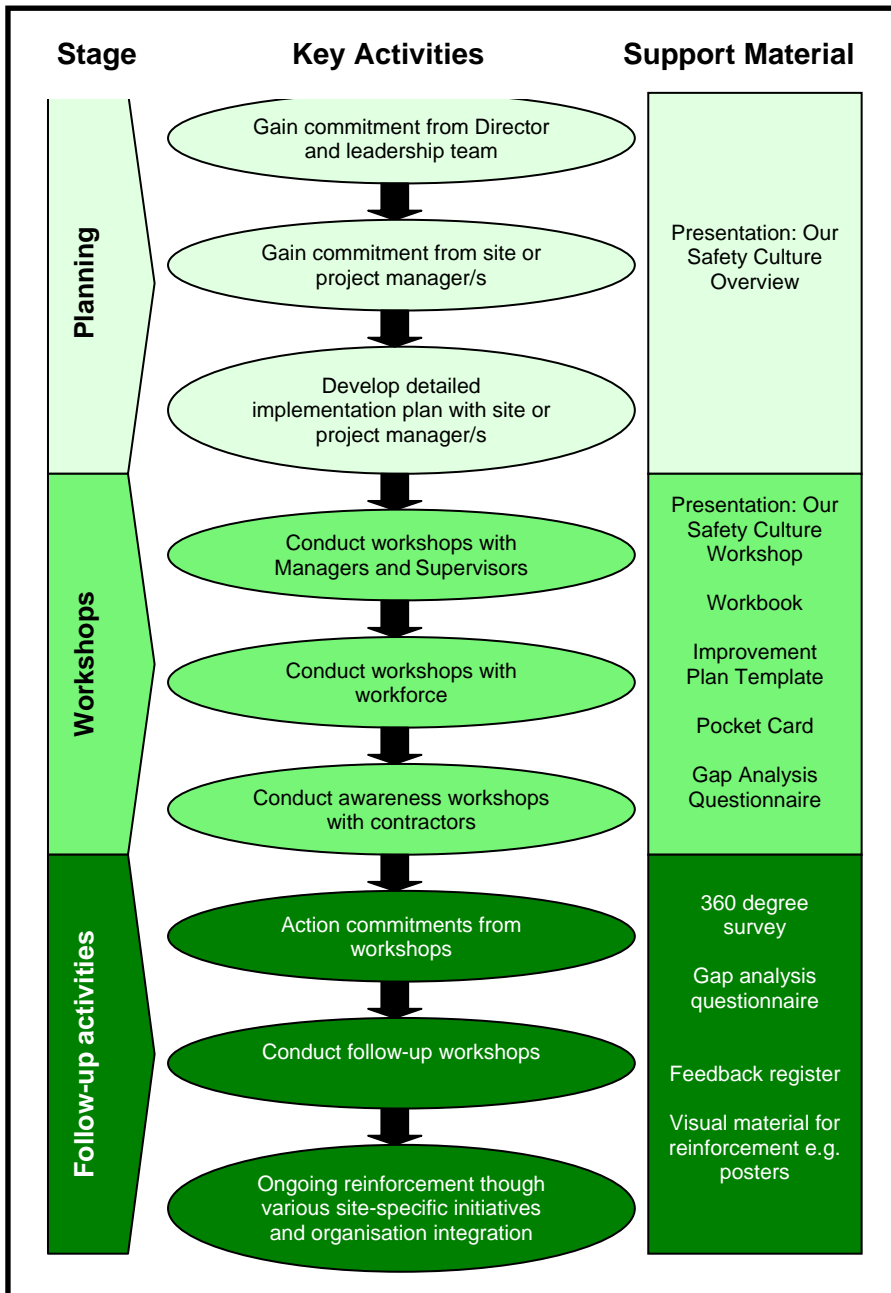 Stage
Key Activities
Support Material
Planning
Gain commitment from Director
and leadership team
Gain commitment from site or
project manager/s
Develop detailed
implementation plan with site or
project manager/s
Presentation: Our
Safety Culture
Overview
Workshops
Conduct workshops with
Managers and Supervisors
Conduct workshops with
workforce
Conduct awareness workshops
with contractors
Presentation: Our
Safety Culture
Workshop
Workbook
Improvement
Plan Template
Pocket Card
Gap Analysis
Questionnaire
Follow-up activities
Action commitments from
workshops
Conduct follow-up workshops
Ongoing reinforcement though
various site-specific initiatives
and organisation integration
360 degree
survey
Gap analysis
questionnaire
Feedback register
Visual material for
reinforcement e.g.
posters